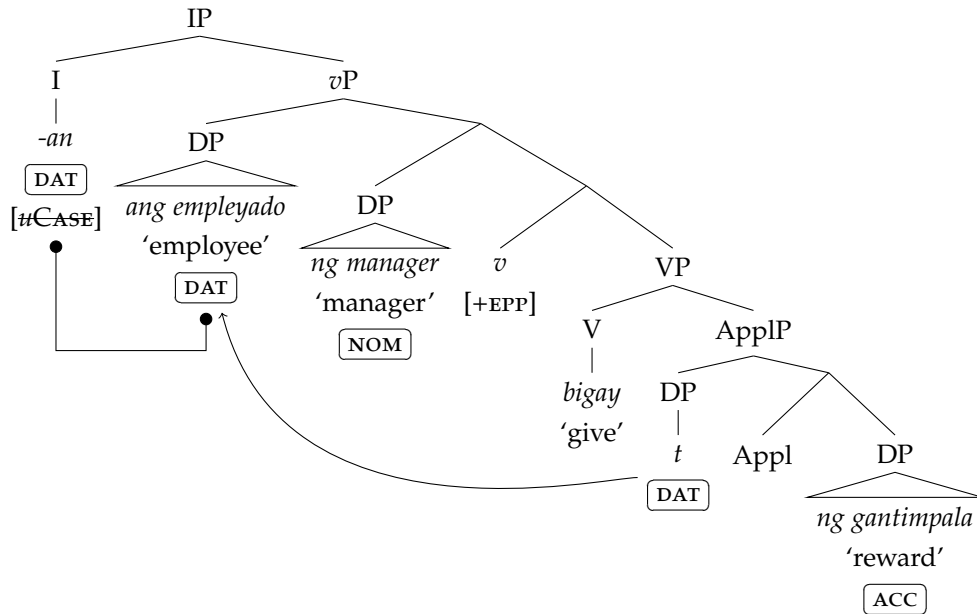 IP
I
vP
-an
DAT
[uCASE]
DP
ang empleyado
‘employee’
DAT
DP
ng manager
‘manager’
NOM
v
[+EPP]
VP
V
bigay
‘give’
ApplP
DP
t
DAT
Appl
DP
ng gantimpala
‘reward’
ACC